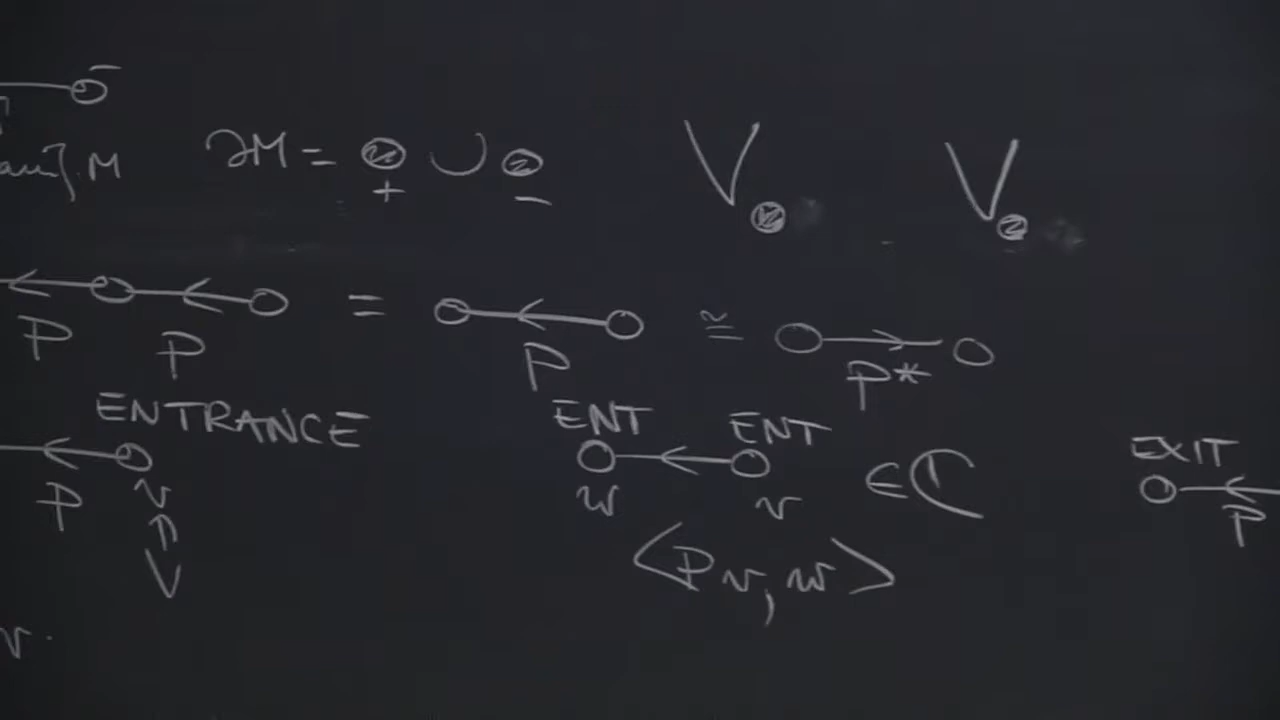 −
M ∂M = + ∪ − V V
= ≅
P P P P*
ENTRANCE ENT ENT EXIT
P v w v ∈ ℂ P
V ⟨Pv, w⟩
v.